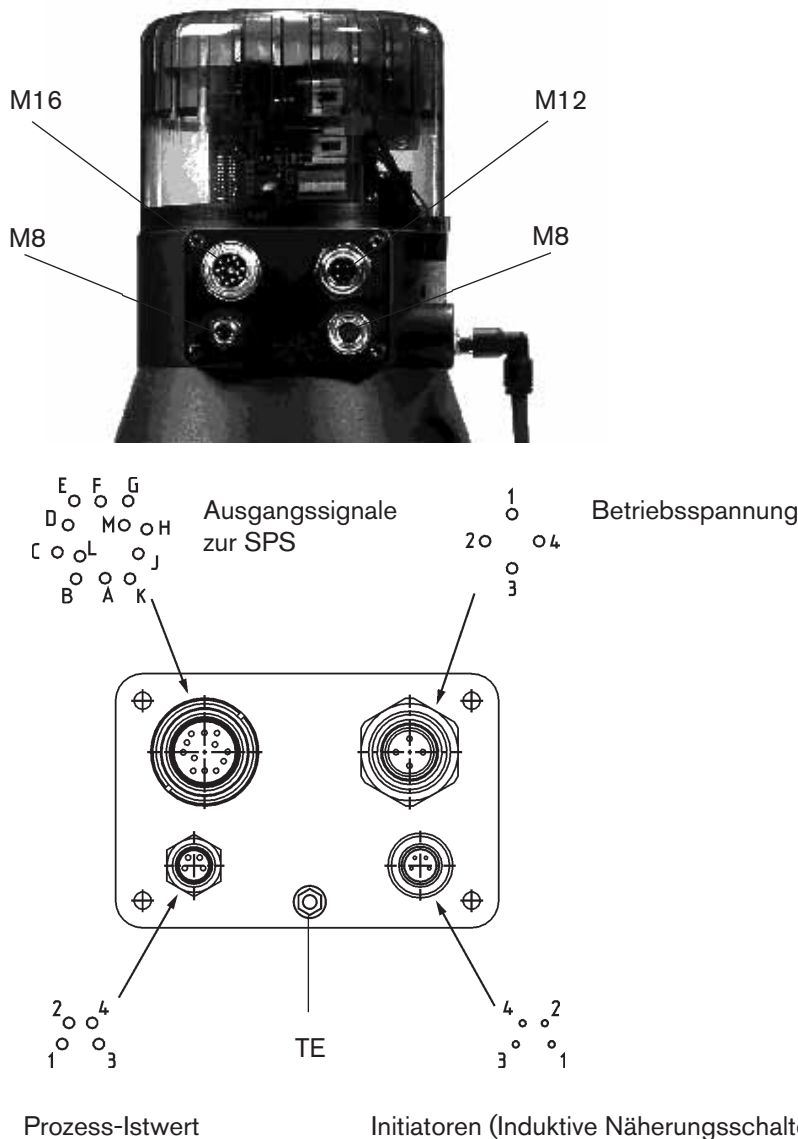 M16
M12
M8
M8
E F G
D M H
C L J
B A K
Ausgangssignale
zur SPS
1
2 4
3
Betriebsspannung
2 4
1 3
TE
4 2
3 1
Prozess-Istwert
Initiatoren (Induktive Näherungsschalte